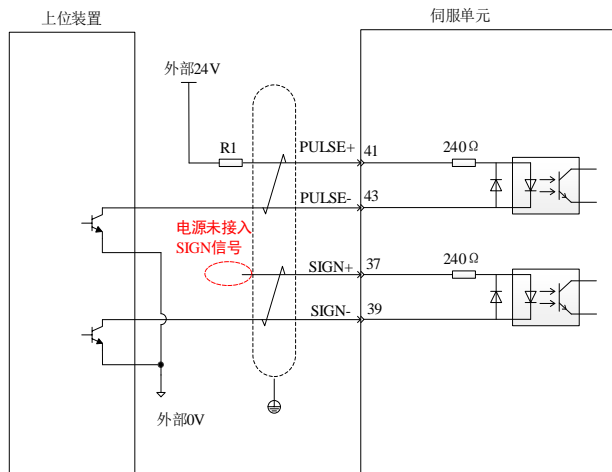 上位装置
伺服单元
外部24V
R1
PULSE+
41
240Ω
PULSE-
43
电源未接入
SIGN信号
SIGN+
37
240Ω
SIGN-
39
外部0V